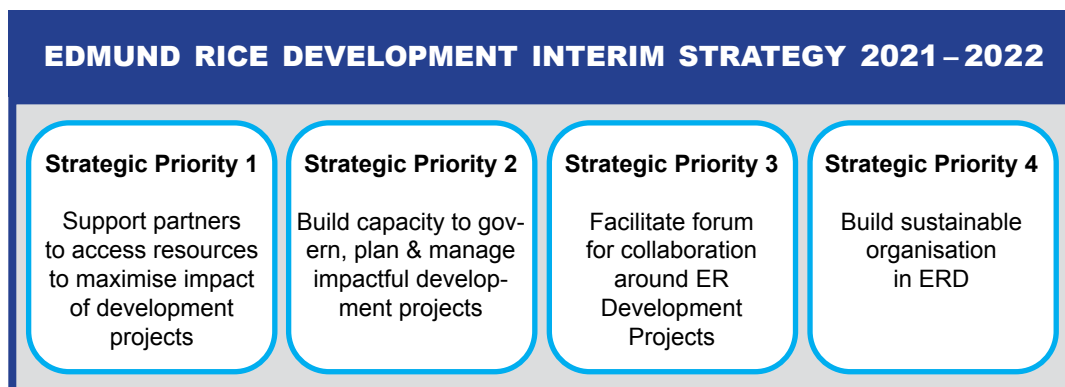 EDMUND RICE DEVELOPMENT INTERIM STRATEGY 2021–2022
Strategic Priority 1
Support partners
to access resources
to maximise impact
of development
projects
Strategic Priority 2
Build capacity to gov-
ern, plan & manage
impactful develop-
ment projects
Strategic Priority 3
Facilitate forum
for collaboration
around ER
Development
Projects
Strategic Priority 4
Build sustainable
organisation
in ERD